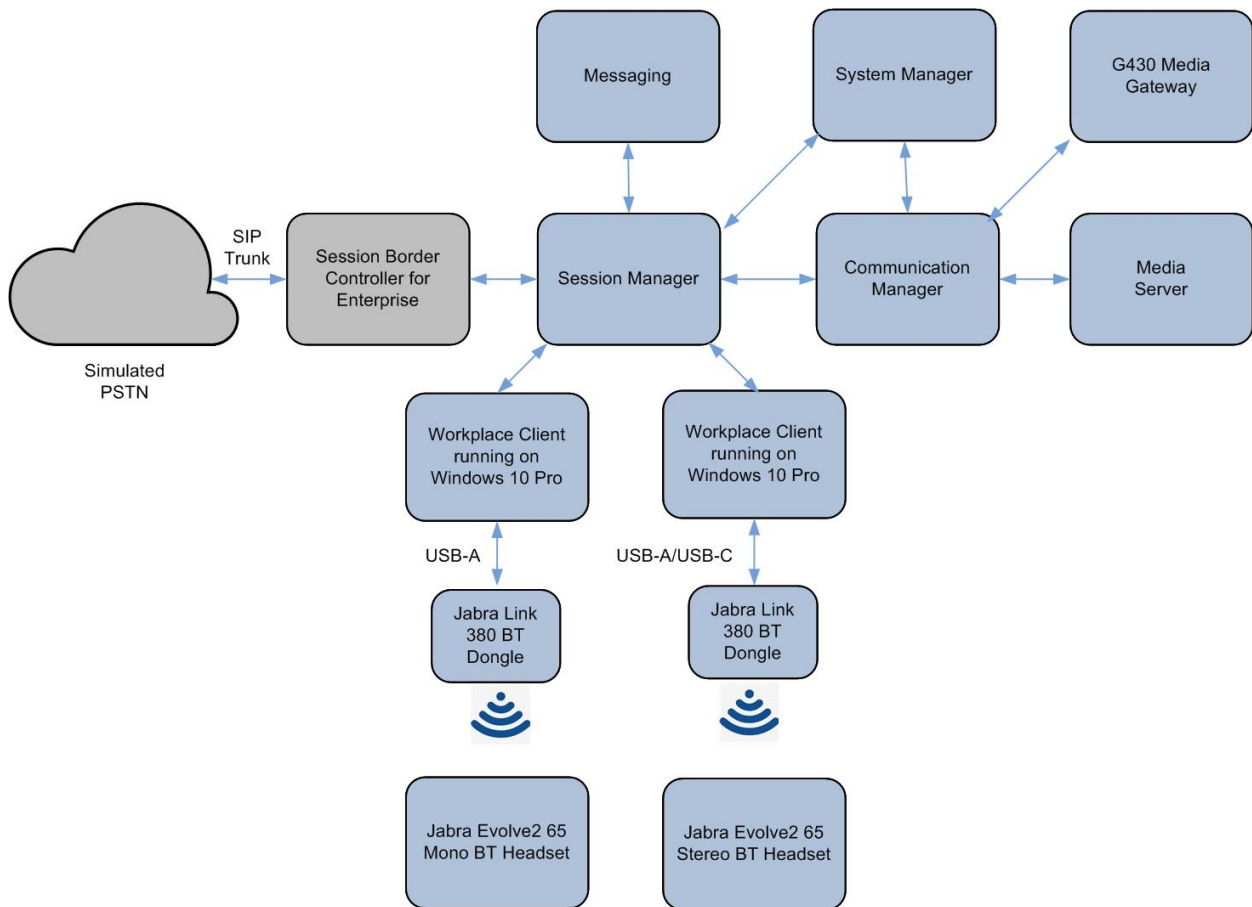 Messaging
System Manager
G430 Media
Gateway
SIP
Trunk
Session Border
Controller for
Enterprise
Session Manager
Communication
Manager
Media
Server
Simulated
PSTN
Workplace Client
running on
Windows 10 Pro
Workplace Client
running on
Windows 10 Pro
USB-A
USB-A/USB-C
Jabra Link
380 BT
Dongle
Jabra Link
380 BT
Dongle
Jabra Evolve2 65
Mono BT Headset
Jabra Evolve2 65
Stereo BT Headset